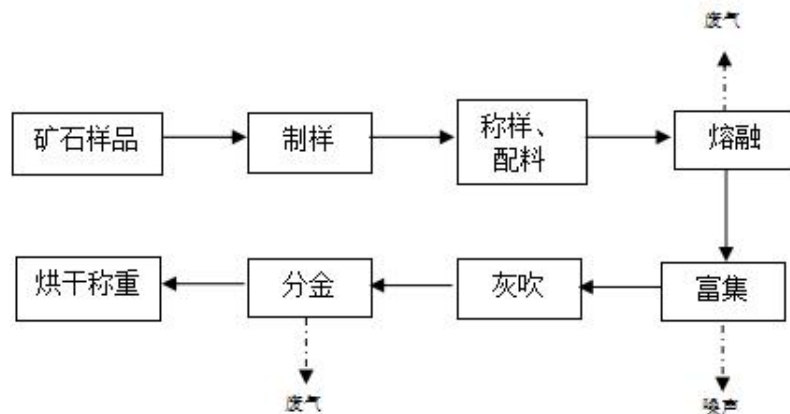 废气
矿石样品
制样
称样、
配料
熔融
烘干称重
分金
灰吹
富集
废气
噪声